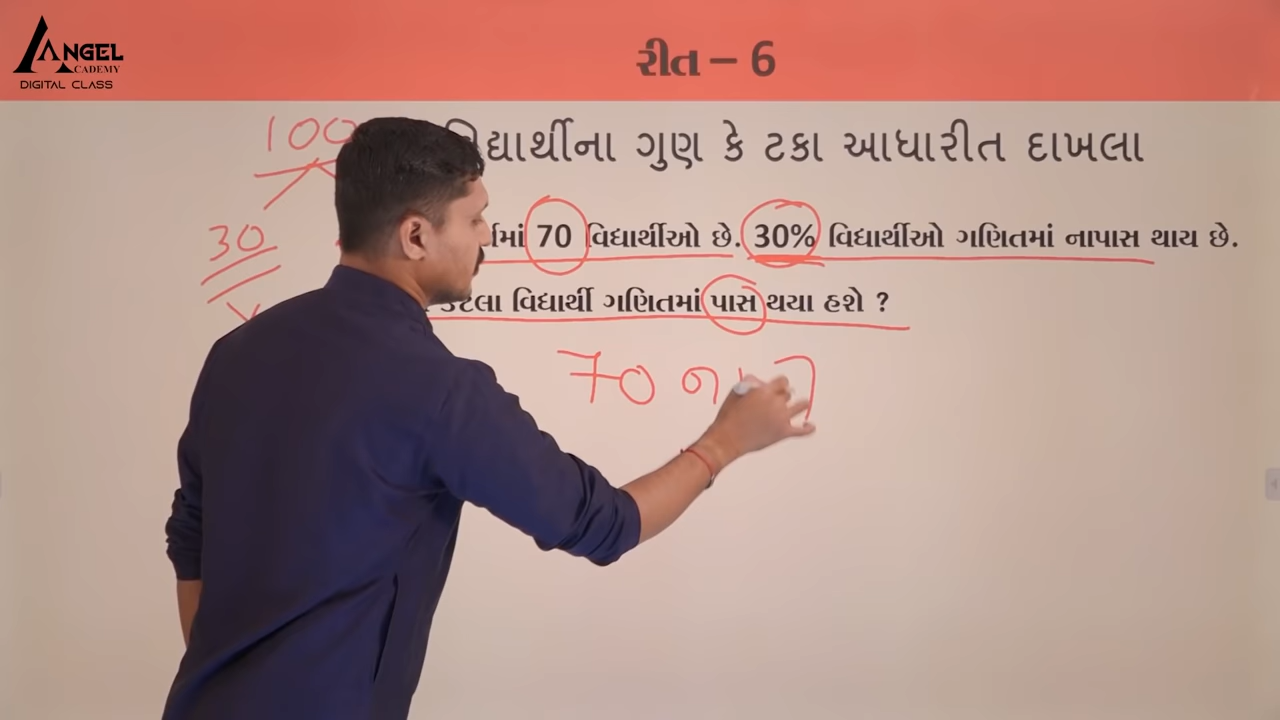 ANGEL
ACADEMY
DIGITAL CLASS
રીત – 6
100
ગુણ કે ટકા આધારીત દાખલા
30
70 વિદ્યાર્થીઓ છે. 30% વિદ્યાર્થીઓ ગણિતમાં નાપાસ થાય છે.
વિદ્યાર્થી ગણિતમાં પાસ થયા હશે ?
70